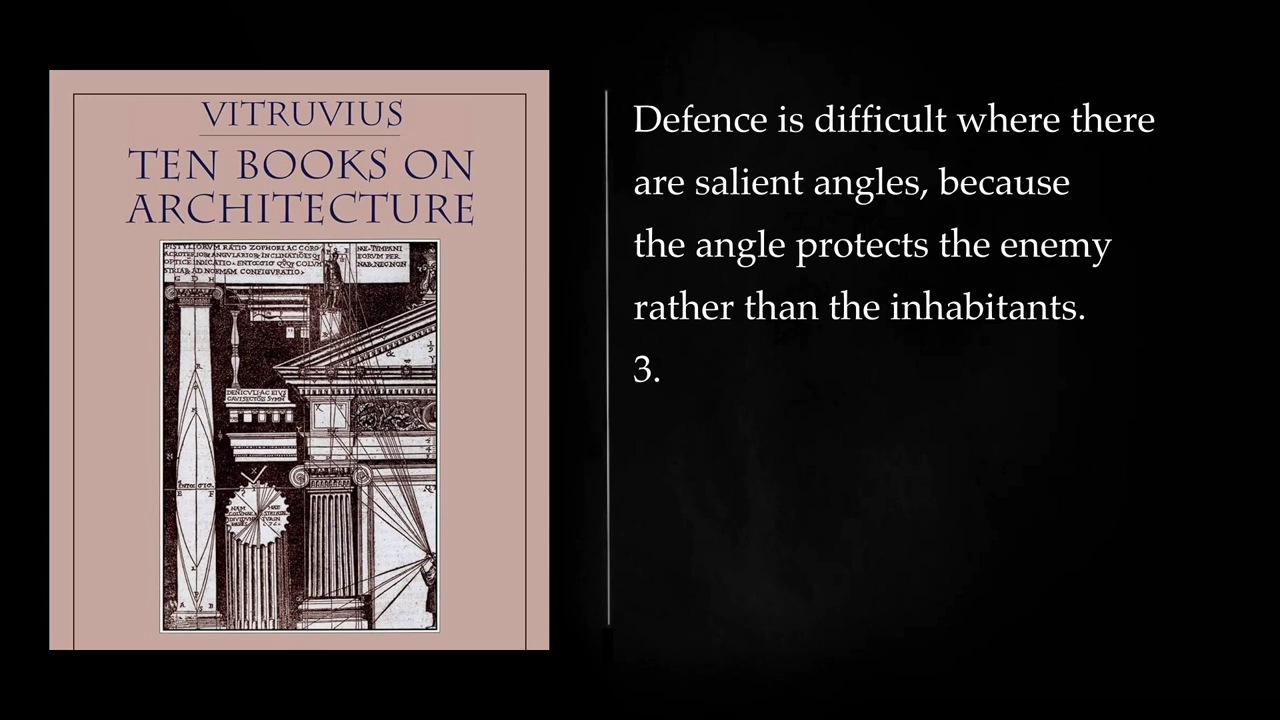 VITRUVIUS
TEN BOOKS ON
ARCHITECTURE
Defence is difficult where there
are salient angles, because
the angle protects the enemy
rather than the inhabitants.
3.